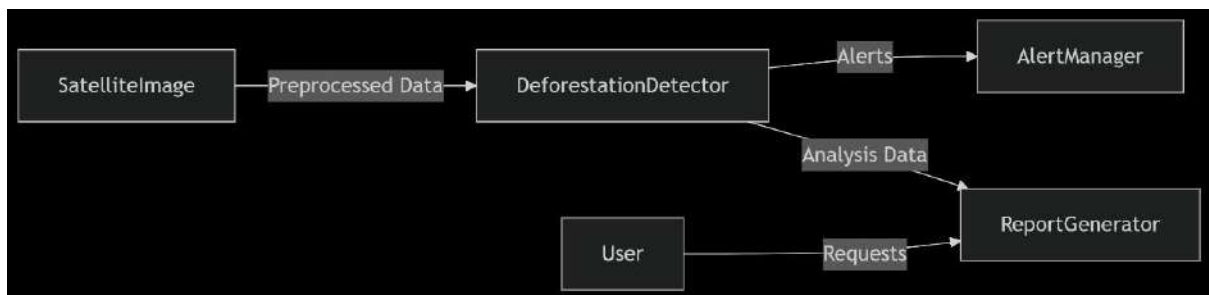 SatelliteImage
Preprocessed Data
DeforestationDetector
Alerts
AlertManager
Analysis Data
ReportGenerator
User
Requests